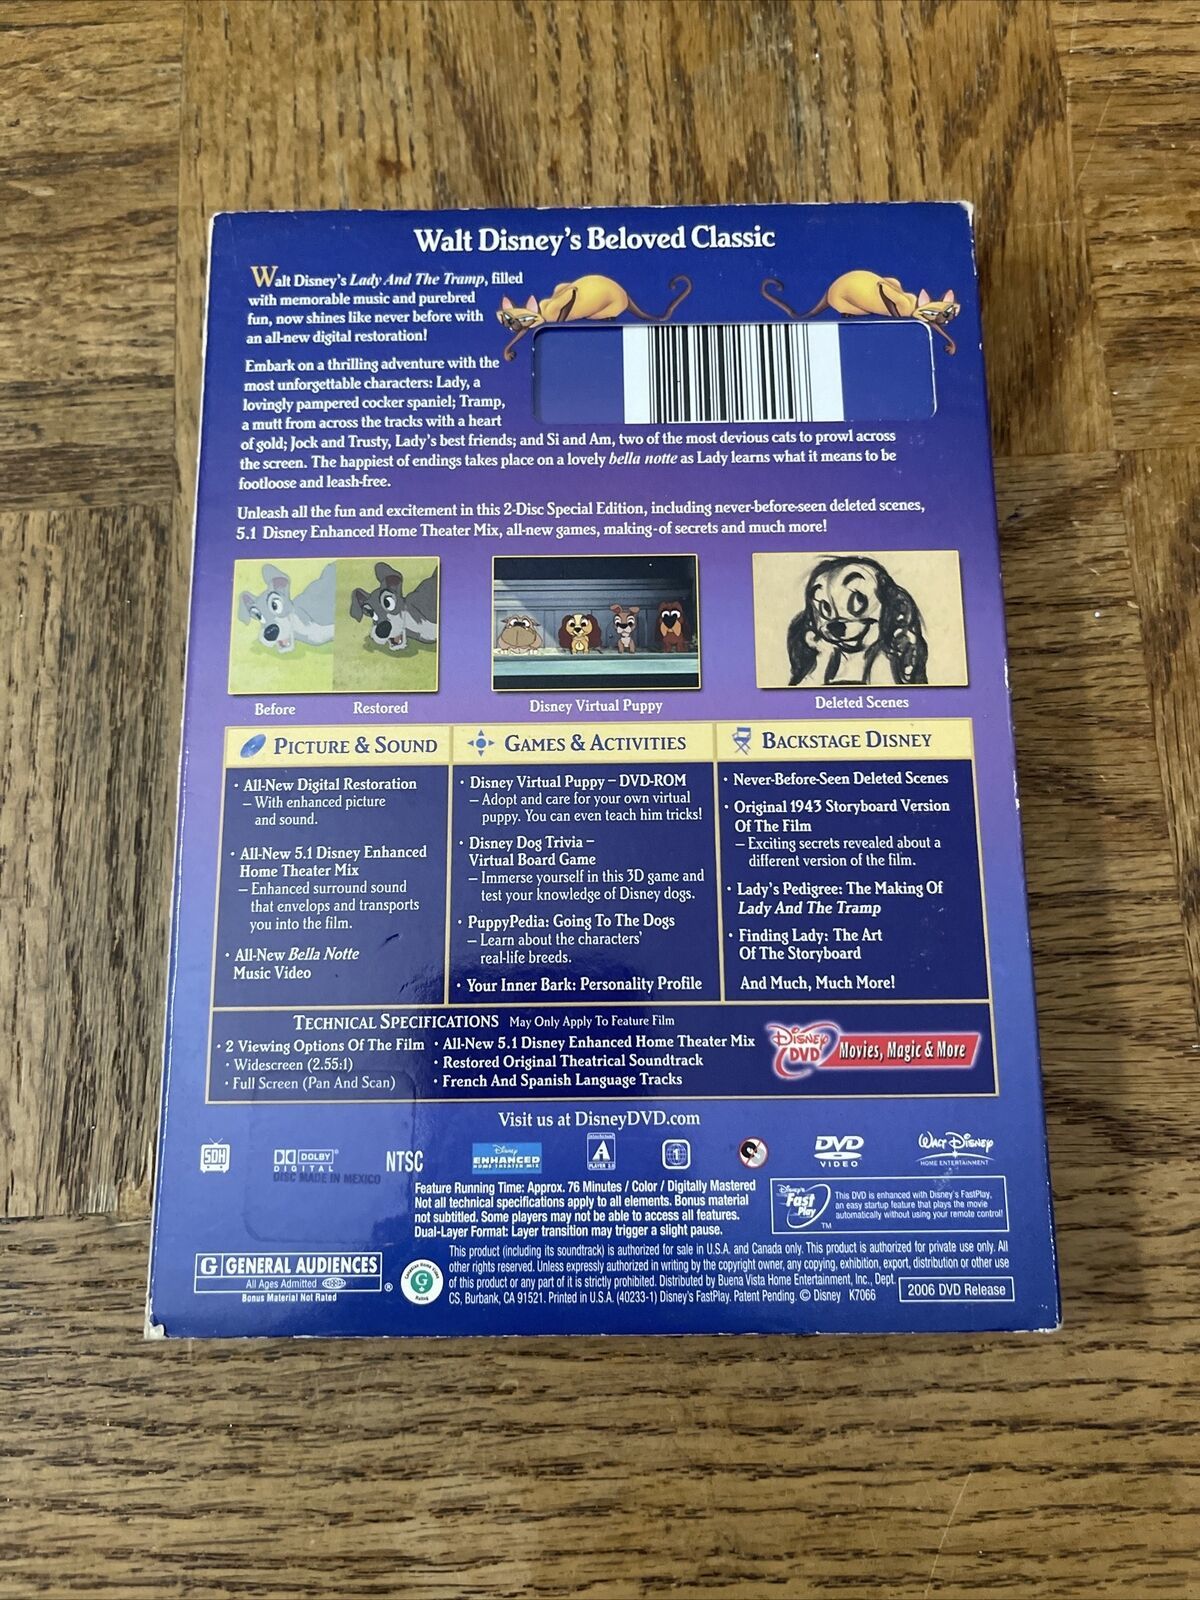 Walt Disney's Beloved Classic
Walt Disney's Lady And The Tramp, filled
with memorable music and purebred
fun, now shines like never before with
an all-new digital restoration!
Embark on a thrilling adventure with the
most unforgettable characters: Lady, a
lovingly pampered cocker spaniel; Tramp,
a mutt from across the tracks with a heart
of gold; Jock and Trusty, Lady's best friends; and Si and Am, two of the most devious cats to prowl across
the screen. The happiest of endings takes place on a lovely bella notte as Lady learns what it means to be
footloose and leash-free.
Unleash all the fun and excitement in this 2-Disc Special Edition, including never-before-seen deleted scenes,
5.1 Disney Enhanced Home Theater Mix, all-new games, making-of secrets and much more!
Before
Restored
Disney Virtual Puppy
Deleted Scenes
PICTURE & SOUND
• All-New Digital Restoration
– With enhanced picture
and sound.
• All-New 5.1 Disney Enhanced
Home Theater Mix
– Enhanced surround sound
that envelops and transports
you into the film.
• All-New Bella Notte
Music Video
GAMES & ACTIVITIES
• Disney Virtual Puppy – DVD-ROM
– Adopt and care for your own virtual
puppy. You can even teach him tricks!
• Disney Dog Trivia –
Virtual Board Game
– Immerse yourself in this 3D game and
test your knowledge of Disney dogs.
• PuppyPedia: Going To The Dogs
– Learn about the characters'
real-life breeds.
• Your Inner Bark: Personality Profile
BACKSTAGE DISNEY
• Never-Before-Seen Deleted Scenes
• Original 1943 Storyboard Version
Of The Film
– Exciting secrets revealed about a
different version of the film.
• Lady's Pedigree: The Making Of
Lady And The Tramp
• Finding Lady: The Art
Of The Storyboard
And Much, Much More!
TECHNICAL SPECIFICATIONS May Only Apply To Feature Film
• 2 Viewing Options Of The Film
• Widescreen (2.55:1)
• Full Screen (Pan And Scan)
• All-New 5.1 Disney Enhanced Home Theater Mix
• Restored Original Theatrical Soundtrack
• French And Spanish Language Tracks
Disney DVD Movies, Magic & More
Visit us at DisneyDVD.com
SDH
DOLBY DIGITAL
DISC MADE IN MEXICO
NTSC
Disney ENHANCED HOME THEATER MIX
A
1
DVD VIDEO
WALT DISNEY HOME ENTERTAINMENT
Feature Running Time: Approx. 76 Minutes / Color / Digitally Mastered
Not all technical specifications apply to all elements. Bonus material
not subtitled. Some players may not be able to access all features.
Dual-Layer Format: Layer transition may trigger a slight pause.
Disney's Fast Play TM
This DVD is enhanced with Disney's FastPlay,
an easy startup feature that plays the movie
automatically without using your remote control!
G GENERAL AUDIENCES ®
All Ages Admitted
Bonus Material Not Rated
G
This product (including its soundtrack) is authorized for sale in U.S.A. and Canada only. This product is authorized for private use only. All
other rights reserved. Unless expressly authorized in writing by the copyright owner, any copying, exhibition, export, distribution or other use
of this product or any part of it is strictly prohibited. Distributed by Buena Vista Home Entertainment, Inc., Dept.
CS, Burbank, CA 91521. Printed in U.S.A. (40233-1) Disney's FastPlay. Patent Pending. © Disney K7066
2006 DVD Release